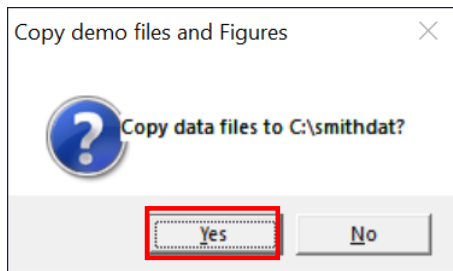 Copy demo files and Figures
Copy data files to C:\smithdat?
Yes
No